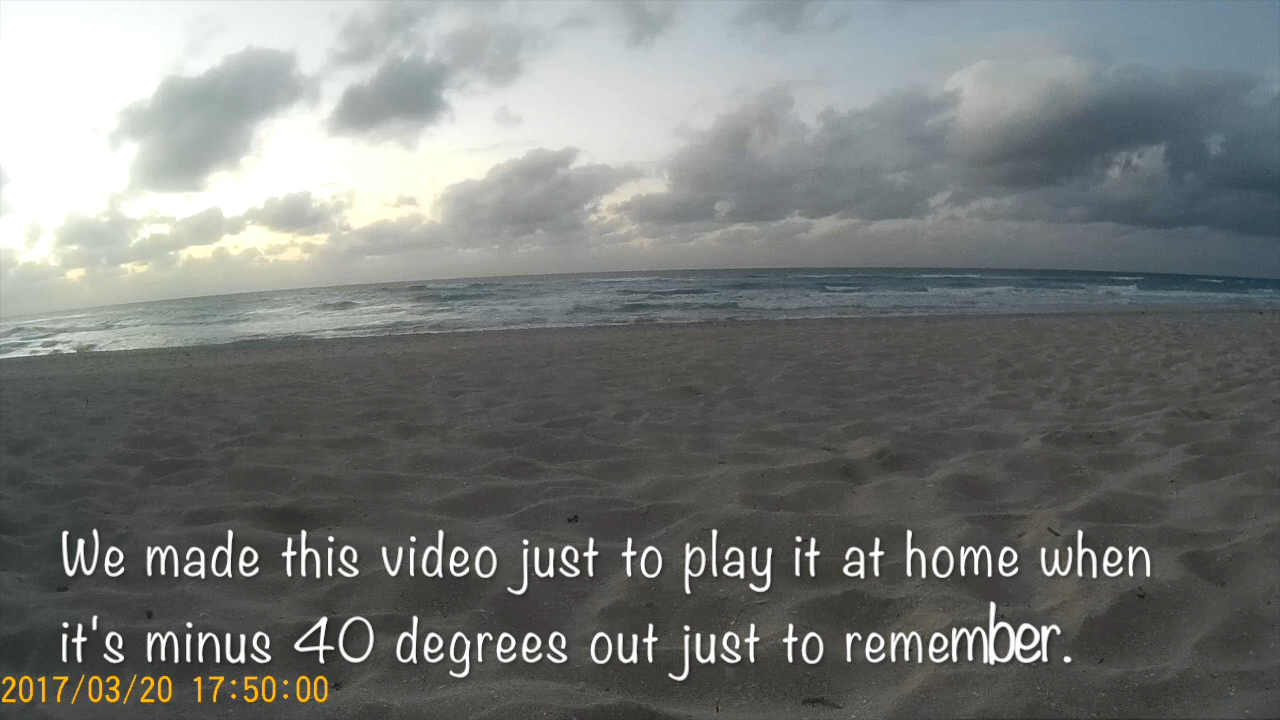 We made this video just to play it at home when
it's minus 40 degrees out just to remember.
2017/03/20 17:50:00